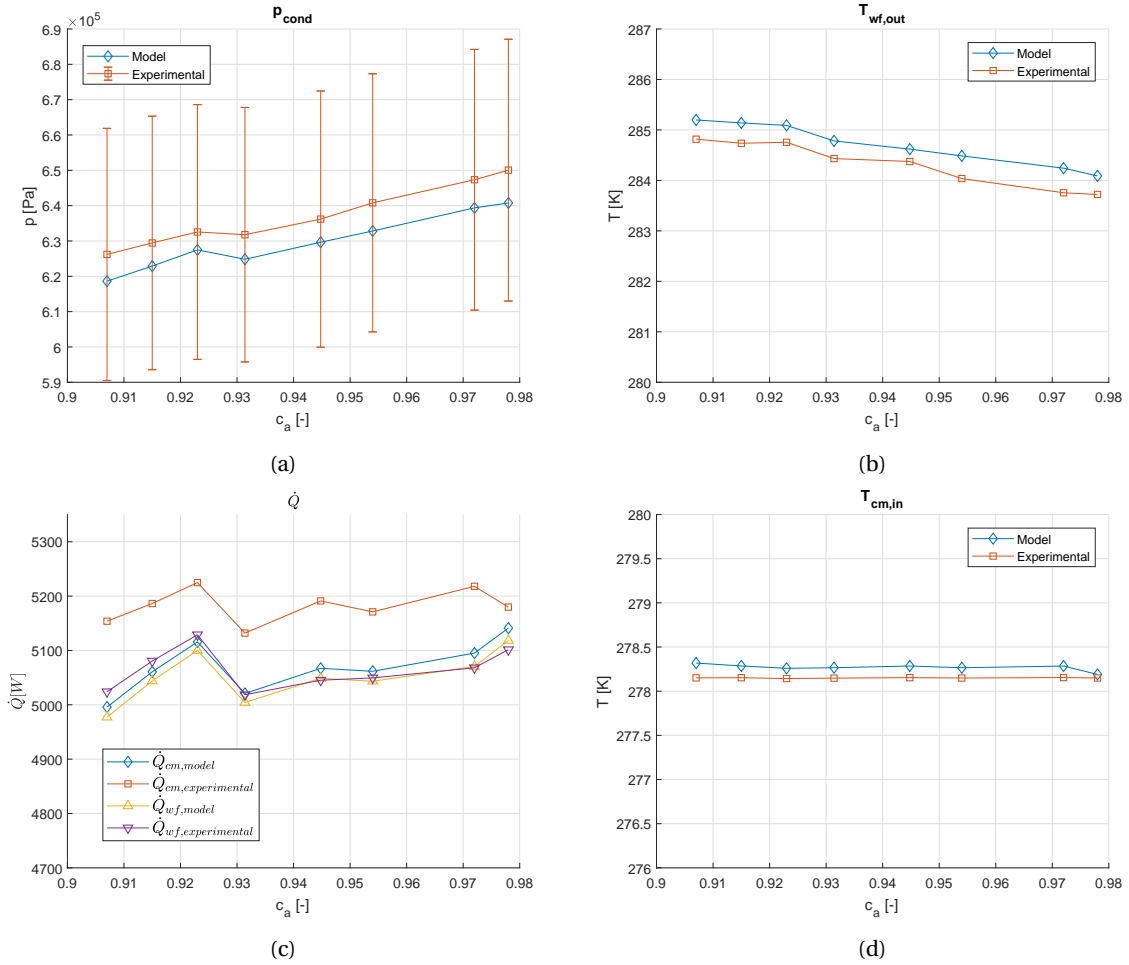 p_cond
×10^5
6.9
6.8
6.7
6.6
6.5
6.4
6.3
6.2
6.1
6
5.9
p [Pa]
Model
Experimental
0.9 0.91 0.92 0.93 0.94 0.95 0.96 0.97 0.98
c_a [-]
(a)
T_wf,out
287
286
285
284
283
282
281
280
T [K]
Model
Experimental
0.9 0.91 0.92 0.93 0.94 0.95 0.96 0.97 0.98
c_a [-]
(b)
Q̇
5300
5200
5100
5000
4900
4800
4700
Q̇[W]
Q̇_cm,model
Q̇_cm,experimental
Q̇_wf,model
Q̇_wf,experimental
0.9 0.91 0.92 0.93 0.94 0.95 0.96 0.97 0.98
c_a [-]
(c)
T_cm,in
280
279.5
279
278.5
278
277.5
277
276.5
276
T [K]
Model
Experimental
0.9 0.91 0.92 0.93 0.94 0.95 0.96 0.97 0.98
c_a [-]
(d)